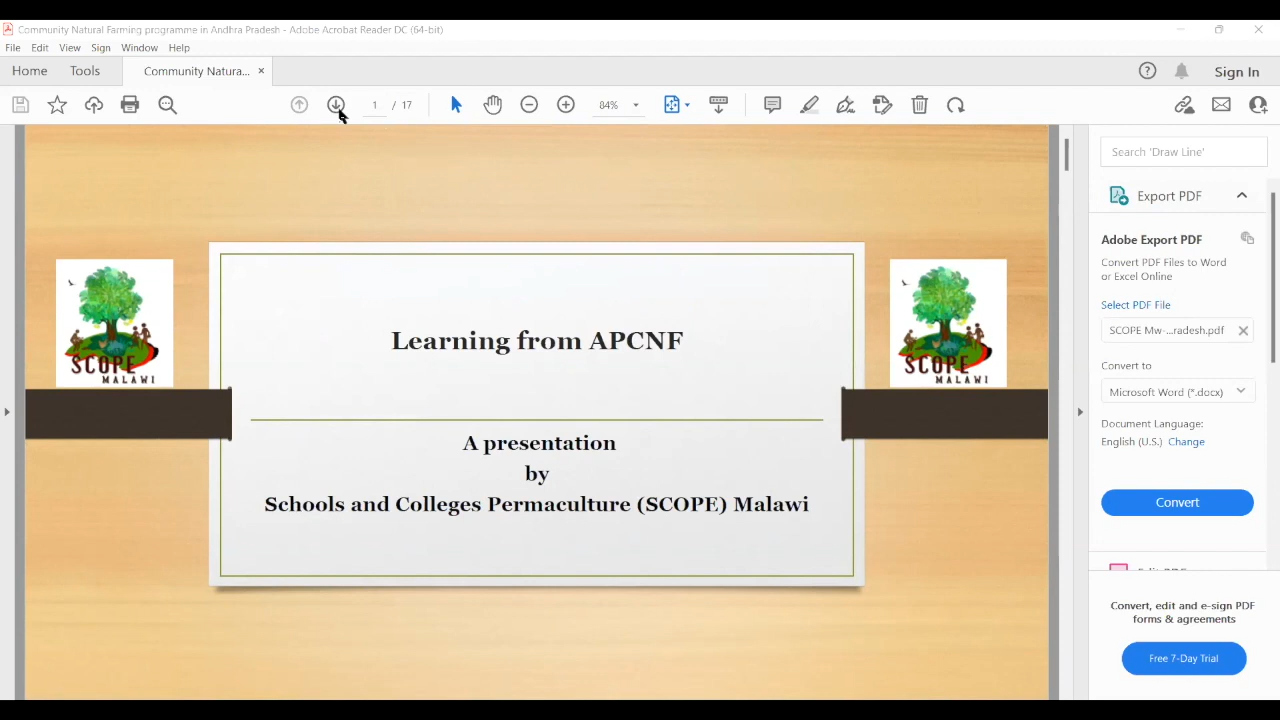 Community Natural Farming programme in Andhra Pradesh - Adobe Acrobat Reader DC (64-bit)
File Edit View Sign Window Help
Home Tools Community Natura... × Sign In
1 / 17 84%
Search 'Draw Line'
Export PDF
Adobe Export PDF
Convert PDF Files to Word
or Excel Online
Select PDF File
SCOPE Mw-...radesh.pdf
Convert to
Microsoft Word (*.docx)
Document Language:
English (U.S.) Change
Convert
Convert, edit and e-sign PDF
forms & agreements
Free 7-Day Trial
SCOPE
MALAWI
Learning from APCNF
A presentation
by
Schools and Colleges Permaculture (SCOPE) Malawi
SCOPE
MALAWI